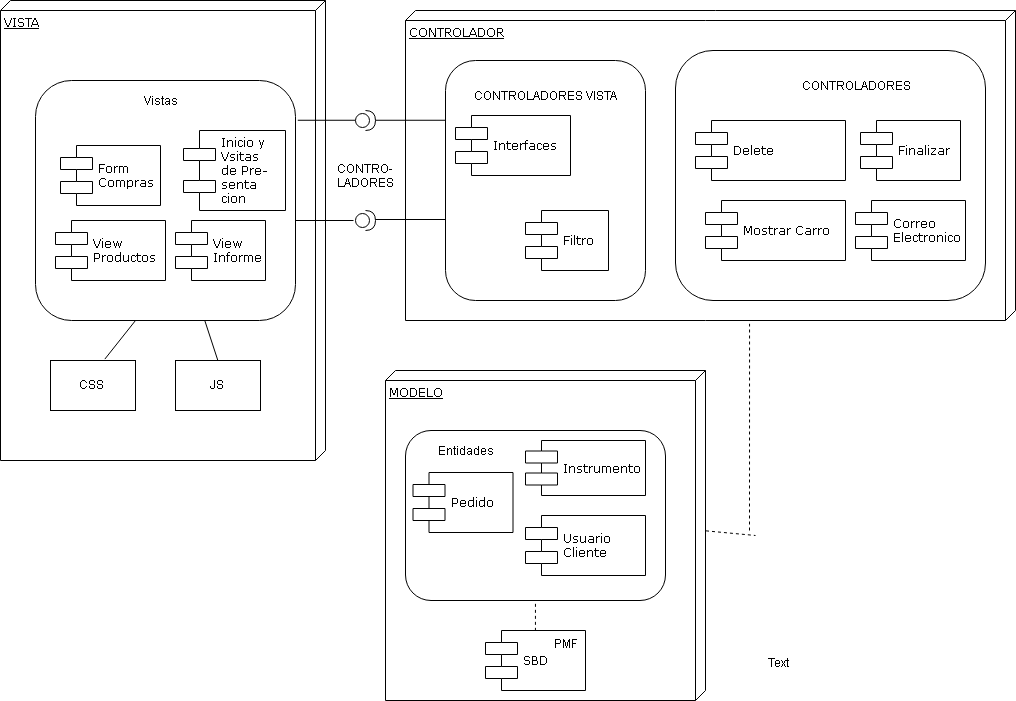 VISTA
Vistas
Form
Compras
Inicio y
Vsitas
de Pre-
senta
cion
View
Productos
View
Informe
CSS
JS
CONTRO-
LADORES
CONTROLADOR
CONTROLADORES VISTA
Interfaces
Filtro
CONTROLADORES
Delete
Finalizar
Mostrar Carro
Correo
Electronico
MODELO
Entidades
Instrumento
Pedido
Usuario
Cliente
PMF
SBD
Text